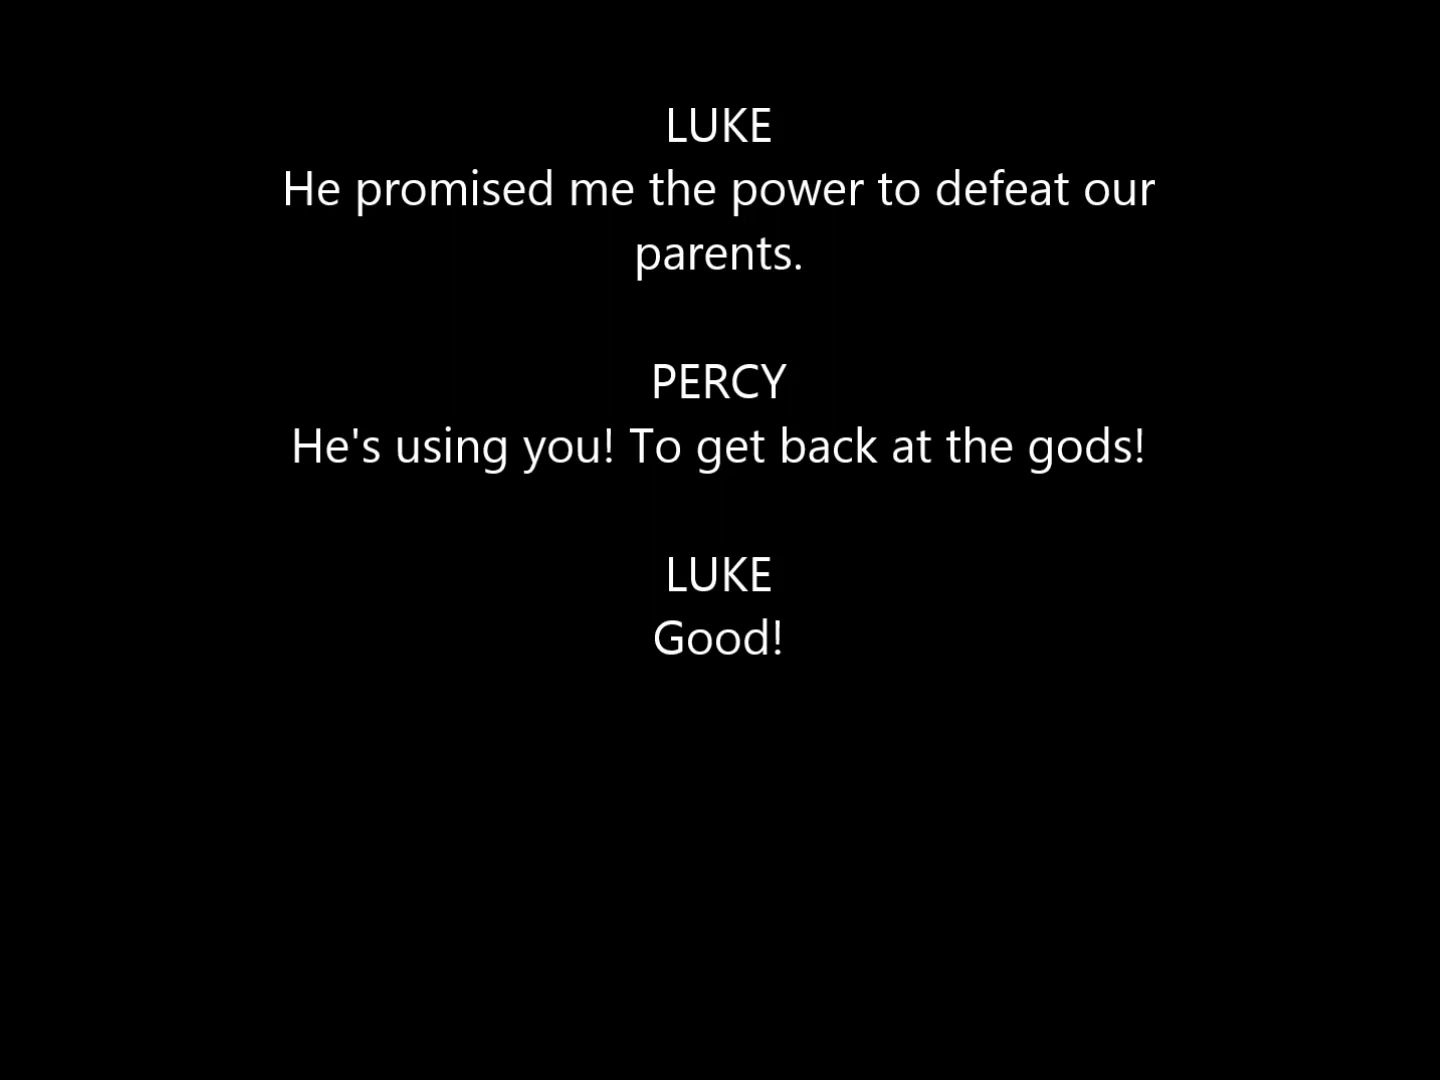 LUKE
He promised me the power to defeat our
parents.
PERCY
He's using you! To get back at the gods!
LUKE
Good!